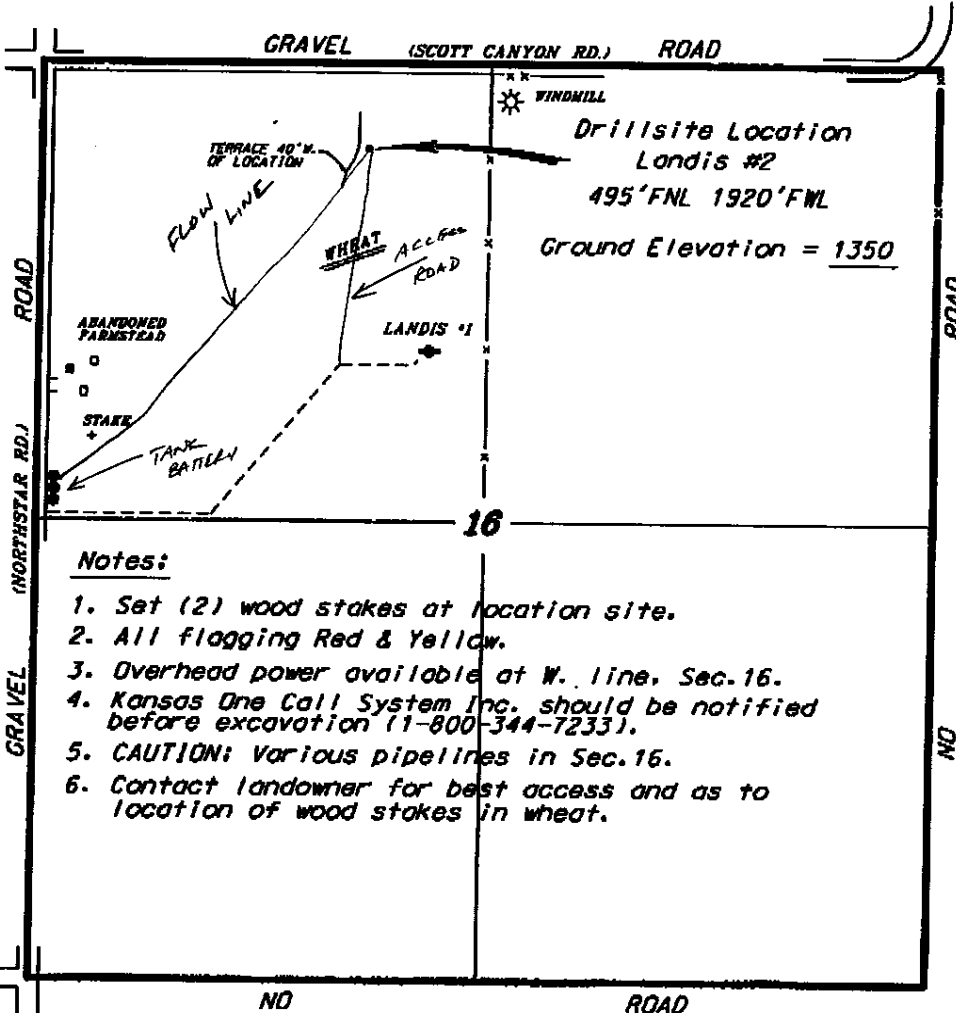 GRAVEL (SCOTT CANYON RD.) ROAD
WINDMILL
Drillsite Location
Landis #2
495'FNL 1920'FWL
Ground Elevation = 1350
TERRACE 40'W.
OF LOCATION
FLOW
LINE
WHEAT
ACCESS
ROAD
LANDIS #1
ABANDONED
FARMSTEAD
STAKE
TANK
BATTERY
16
ROAD
(NORTHSTAR RD.)
GRAVEL
ROAD
NO
Notes:
1. Set (2) wood stakes at location site.
2. All flagging Red & Yellow.
3. Overhead power available at W. line, Sec.16.
4. Kansas One Call System Inc. should be notified
before excavation (1-800-344-7233).
5. CAUTION: Various pipelines in Sec.16.
6. Contact landowner for best access and as to
location of wood stakes in wheat.
NO ROAD